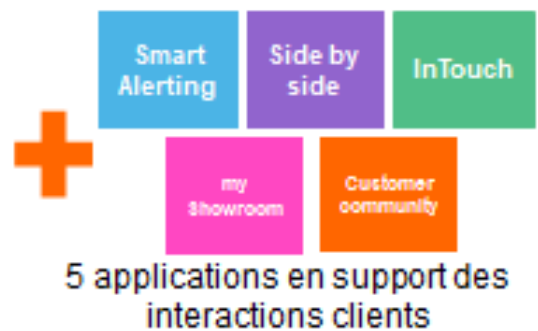 Smart
Alerting
Side by
side
InTouch
my
Showroom
Customer
community
5 applications en support des
interactions clients